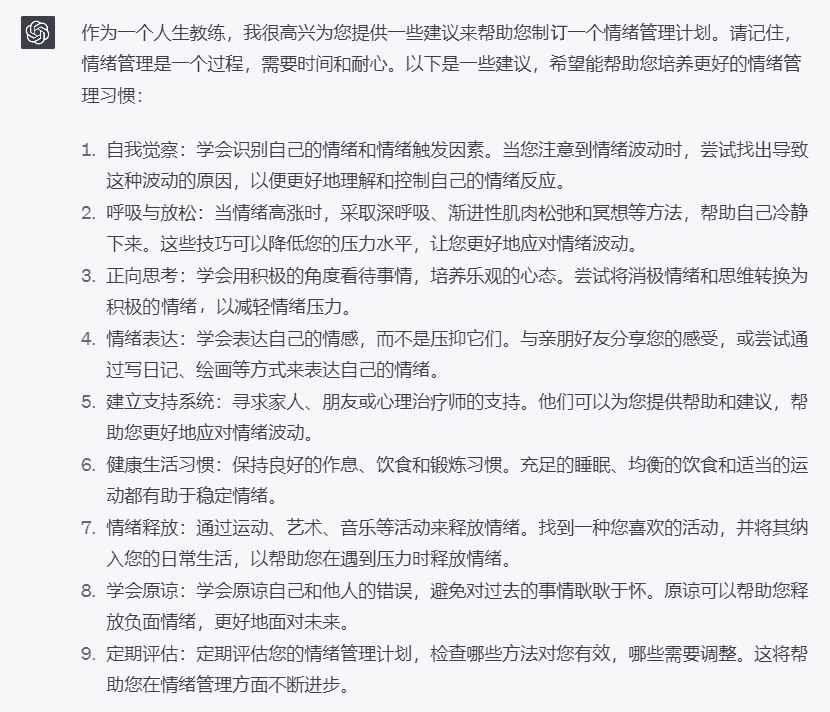 作为一个人生教练，我很高兴为您提供一些建议来帮助您制订一个情绪管理计划。请记住，
情绪管理是一个过程，需要时间和耐心。以下是一些建议，希望能帮助您培养更好的情绪管
理习惯：
1. 自我觉察：学会识别自己的情绪和情绪触发因素。当您注意到情绪波动时，尝试找出导致
这种波动的原因，以便更好地理解和控制自己的情绪反应。
2. 呼吸与放松：当情绪高涨时，采取深呼吸、渐进性肌肉松弛和冥想等方法，帮助自己冷静
下来。这些技巧可以降低您的压力水平，让您更好地应对情绪波动。
3. 正向思考：学会用积极的角度看待事情，培养乐观的心态。尝试将消极情绪和思维转换为
积极的情绪，以减轻情绪压力。
4. 情绪表达：学会表达自己的情感，而不是压抑它们。与亲朋好友分享您的感受，或尝试通
过写日记、绘画等方式来表达自己的情绪。
5. 建立支持系统：寻求家人、朋友或心理治疗师的支持。他们可以为您提供帮助和建议，帮
助您更好地应对情绪波动。
6. 健康生活习惯：保持良好的作息、饮食和锻炼习惯。充足的睡眠、均衡的饮食和适当的运
动都有助于稳定情绪。
7. 情绪释放：通过运动、艺术、音乐等活动来释放情绪。找到一种您喜欢的活动，并将其纳
入您的日常生活，以帮助您在遇到压力时释放情绪。
8. 学会原谅：学会原谅自己和他人的错误，避免对过去的事情耿耿于怀。原谅可以帮助您释
放负面情绪，更好地面对未来。
9. 定期评估：定期评估您的情绪管理计划，检查哪些方法对您有效，哪些需要调整。这将帮
助您在情绪管理方面不断进步。